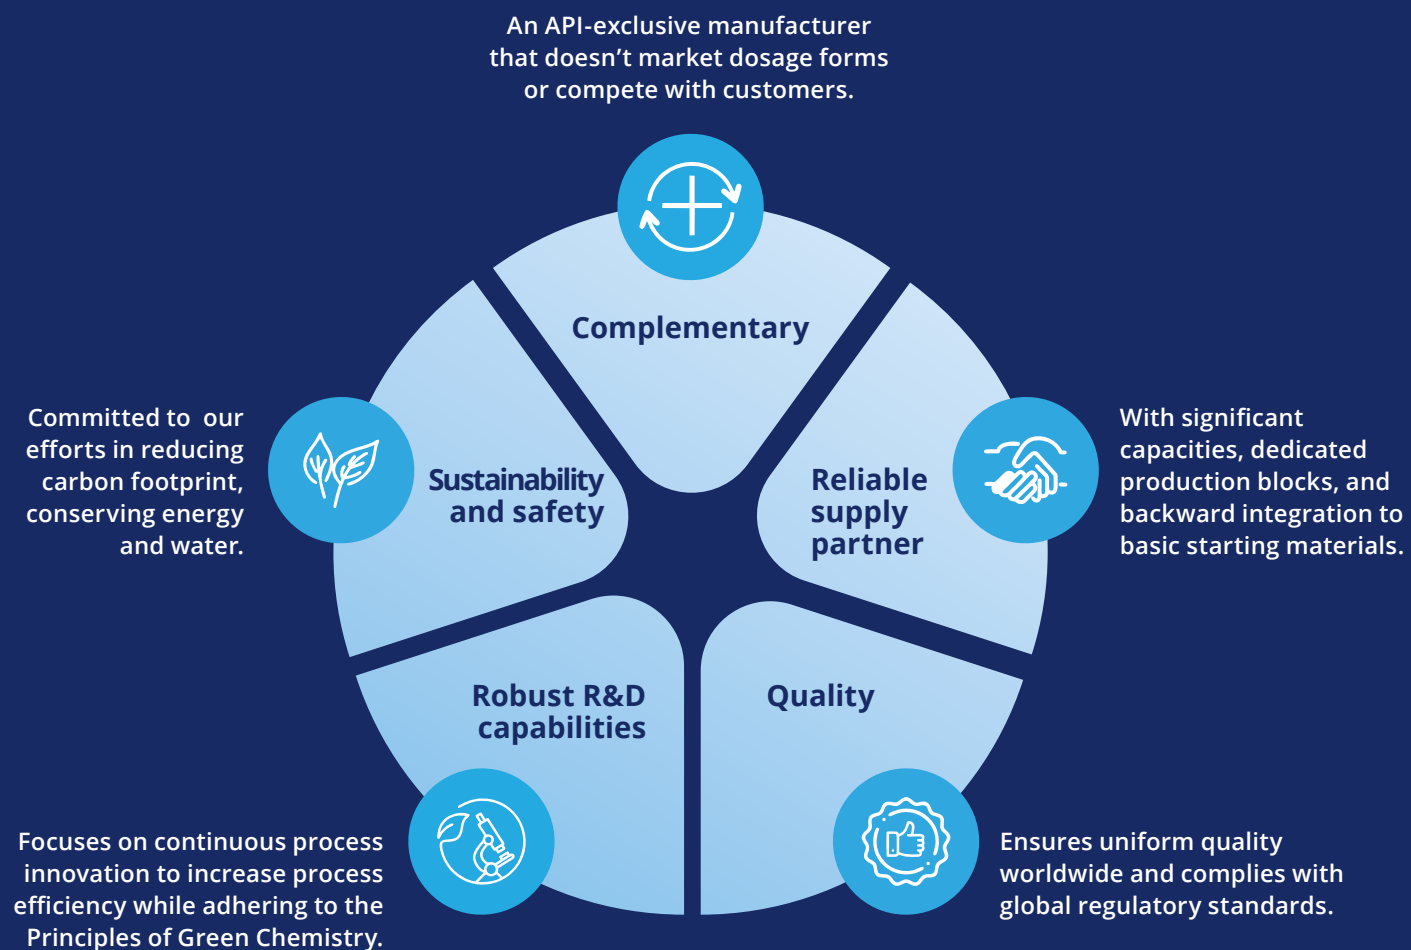 An API-exclusive manufacturer
that doesn’t market dosage forms
or compete with customers.
Complementary
Committed to our
efforts in reducing
carbon footprint,
conserving energy
and water.
Sustainability
and safety
Reliable
supply
partner
With significant
capacities, dedicated
production blocks, and
backward integration to
basic starting materials.
Robust R&D
capabilities
Quality
Focuses on continuous process
innovation to increase process
efficiency while adhering to the
Principles of Green Chemistry.
Ensures uniform quality
worldwide and complies with
global regulatory standards.